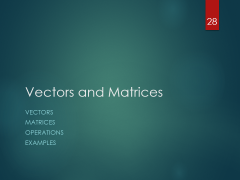 28
Vectors and Matrices
VECTORS
MATRICES
OPERATIONS
EXAMPLES